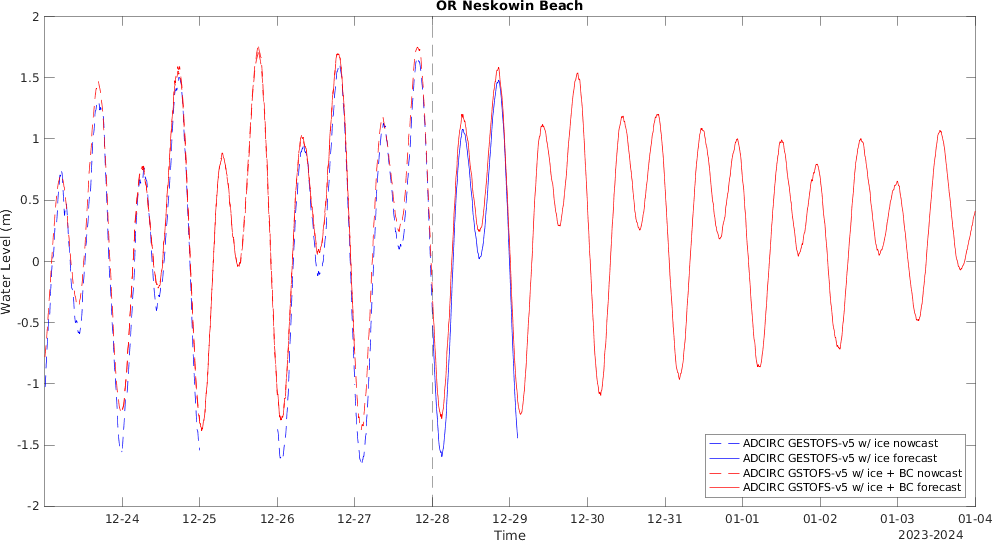 OR Neskowin Beach
2
1.5
1
0.5
0
-0.5
-1
-1.5
-2
Water Level (m)
ADCIRC GESTOFS-v5 w/ ice nowcast
ADCIRC GESTOFS-v5 w/ ice forecast
ADCIRC GSTOFS-v5 w/ ice + BC nowcast
ADCIRC GSTOFS-v5 w/ ice + BC forecast
12-24 12-25 12-26 12-27 12-28 12-29 12-30 12-31 01-01 01-02 01-03 01-04
Time
2023-2024